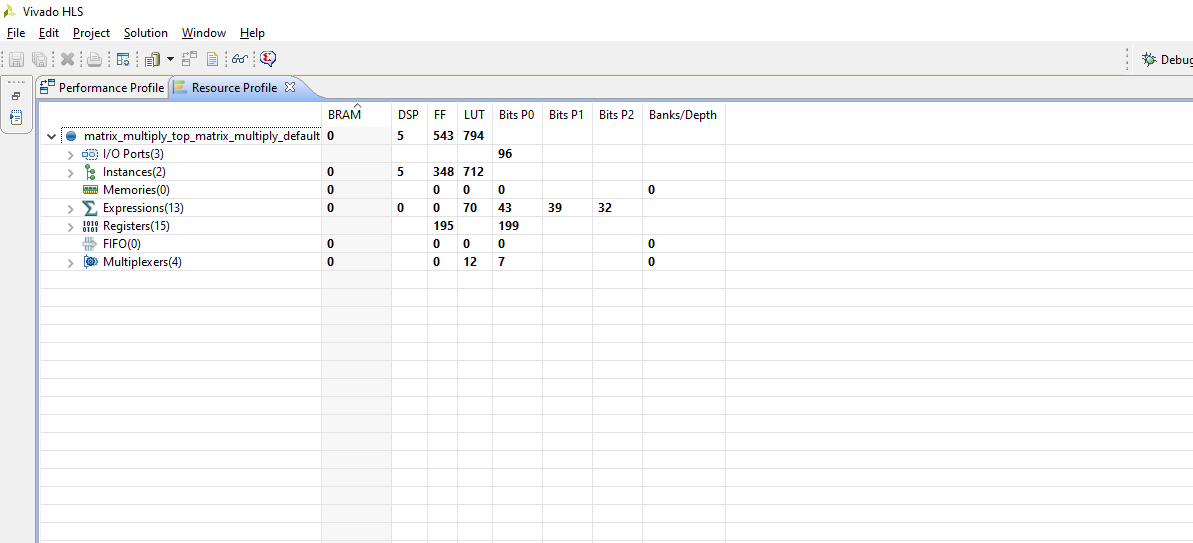 Vivado HLS
File Edit Project Solution Window Help
Debug
Performance Profile Resource Profile
BRAM DSP FF LUT Bits P0 Bits P1 Bits P2 Banks/Depth
matrix_multiply_top_matrix_multiply_default 0 5 543 794
I/O Ports(3) 96
Instances(2) 0 5 348 712
Memories(0) 0 0 0 0 0
Expressions(13) 0 0 0 70 43 39 32
0101 Registers(15) 195 199
FIFO(0) 0 0 0 0 0
Multiplexers(4) 0 0 12 7 0